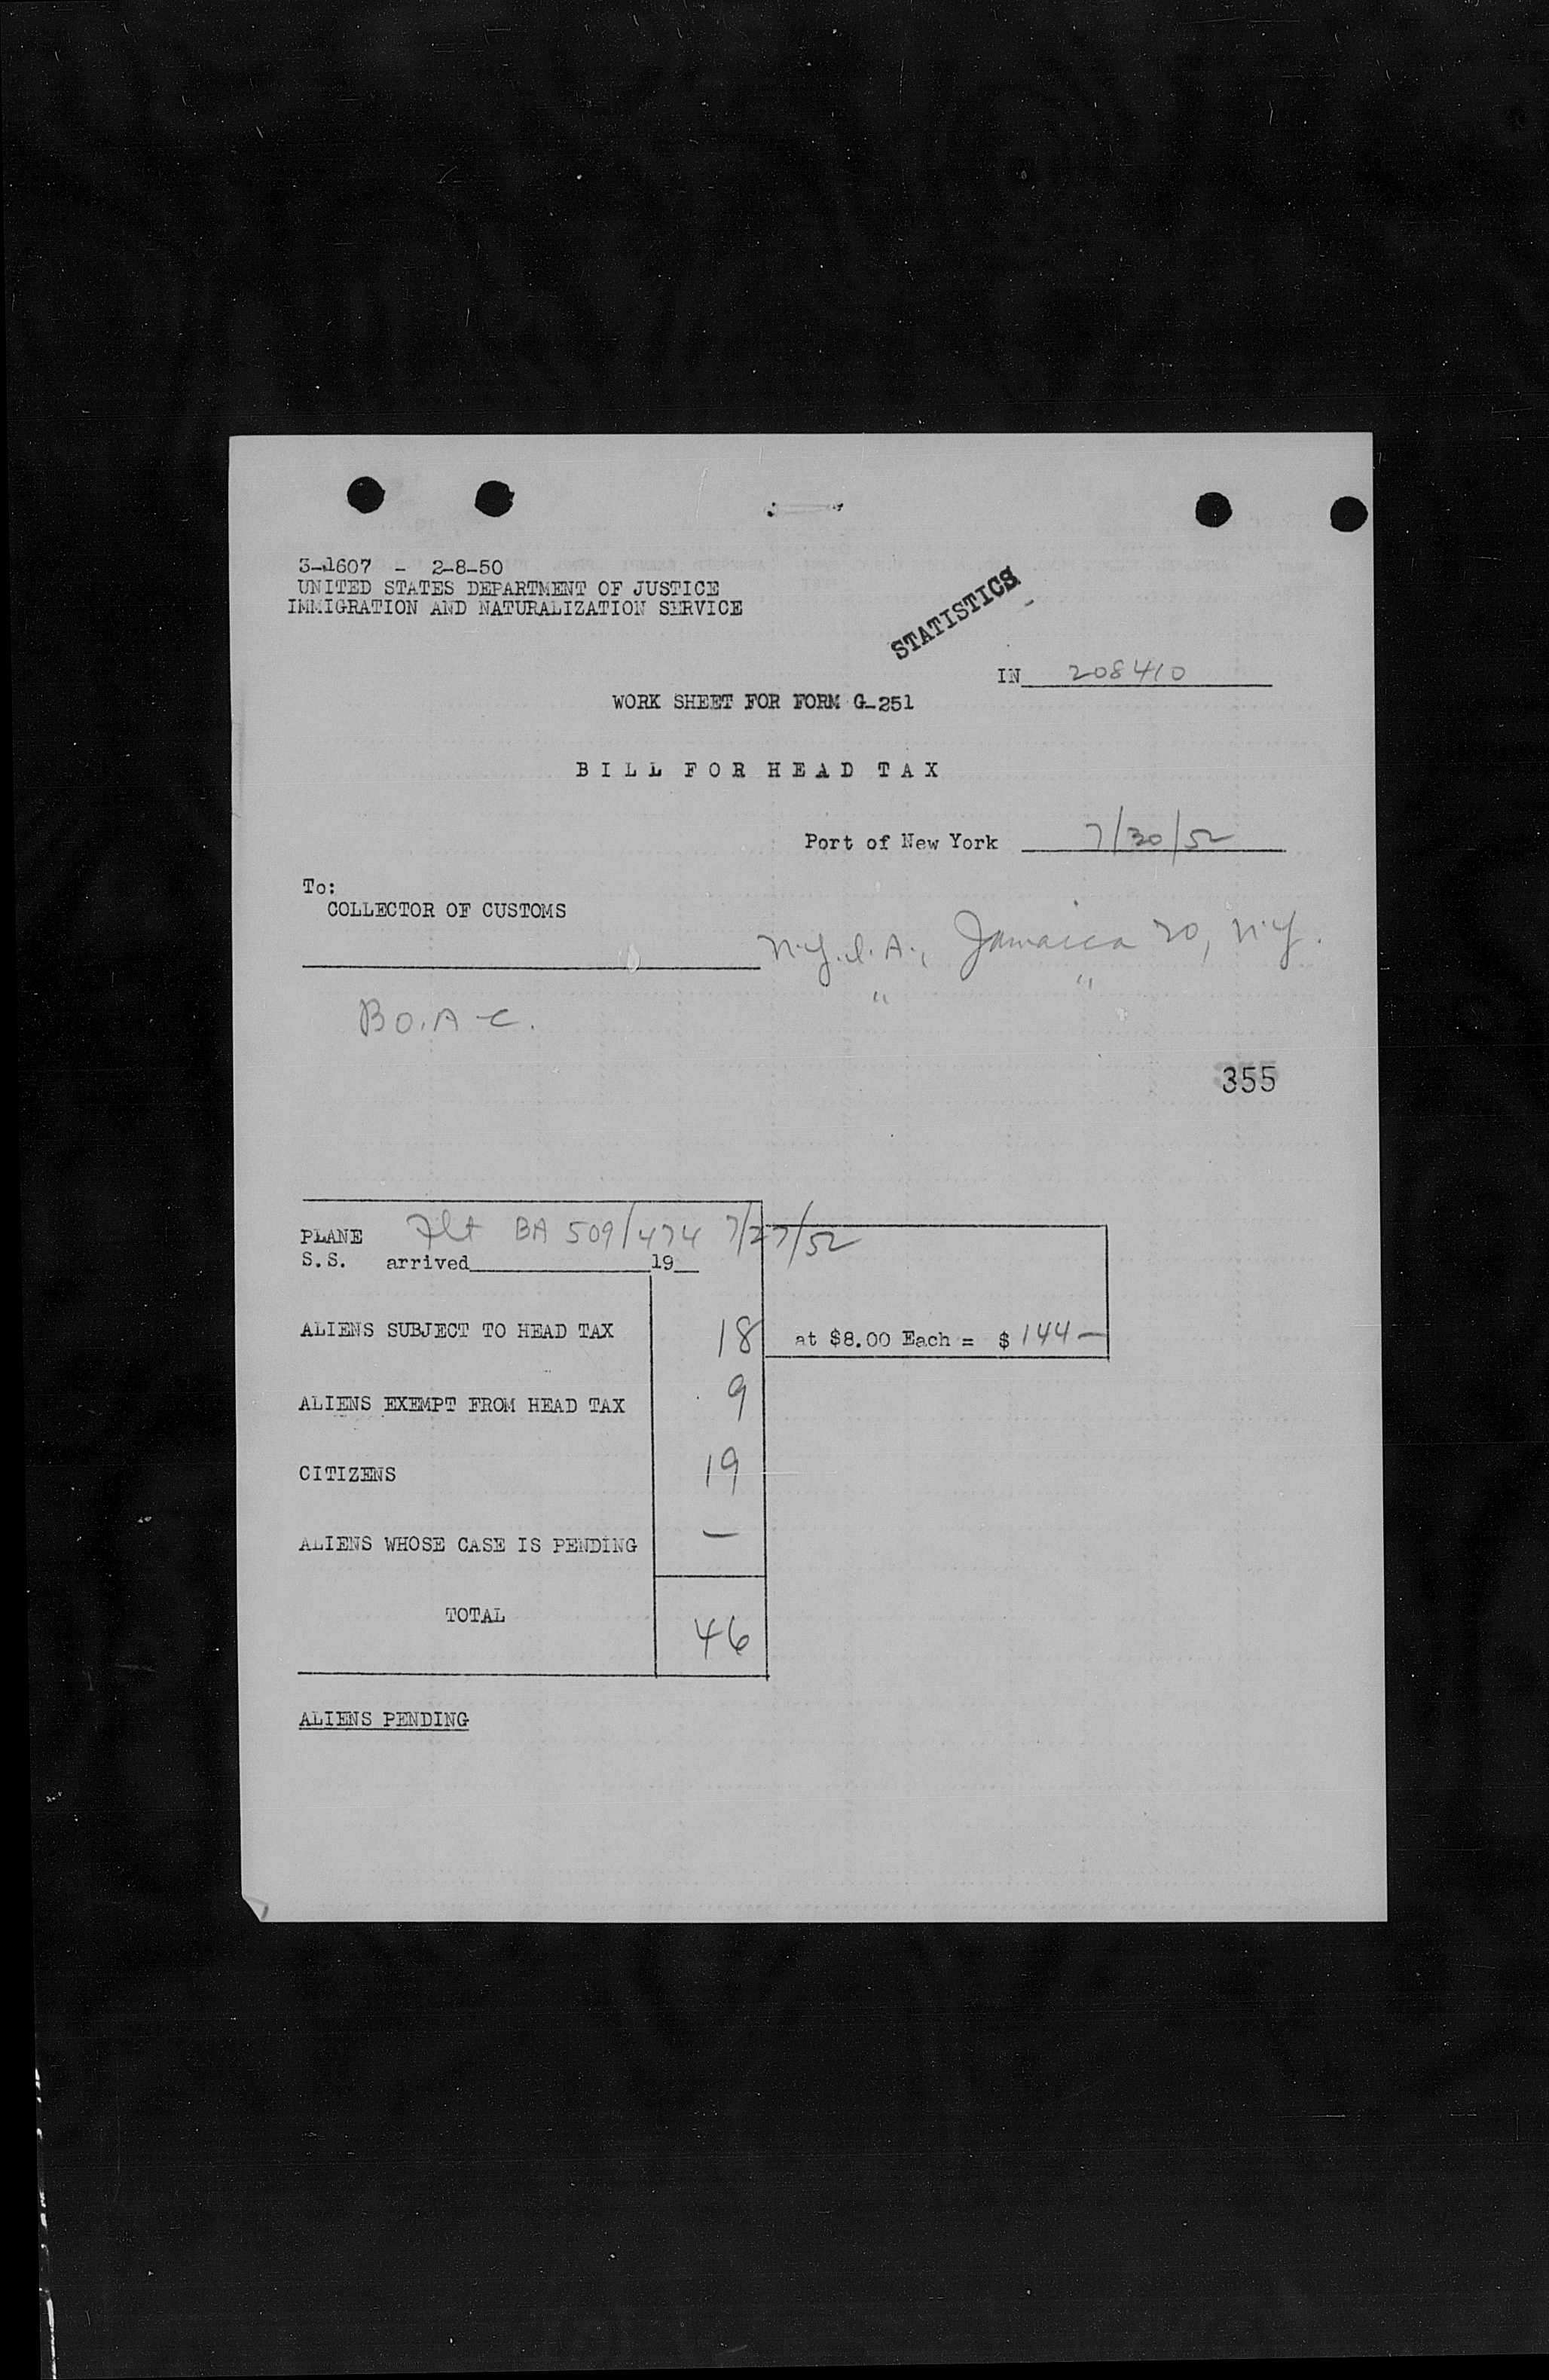 3-1607 - 2-8-50
UNITED STATES DEPARTMENT OF JUSTICE
IMMIGRATION AND NATURALIZATION SERVICE
STATISTICS
IN 208410
WORK SHEET FOR FORM G-251
BILL FOR HEAD TAX
Port of New York 7/30/52
To:
COLLECTOR OF CUSTOMS
N.Y.I.A., Jamaica 20, N.Y.
" "
B.O.A.C.
355
PLANE Flt BA 509/474 7/27/52
S.S. arrived 19
ALIENS SUBJECT TO HEAD TAX 18 at $8.00 Each = $ 144-
ALIENS EXEMPT FROM HEAD TAX 9
CITIZENS 19
ALIENS WHOSE CASE IS PENDING -
TOTAL 46
ALIENS PENDING